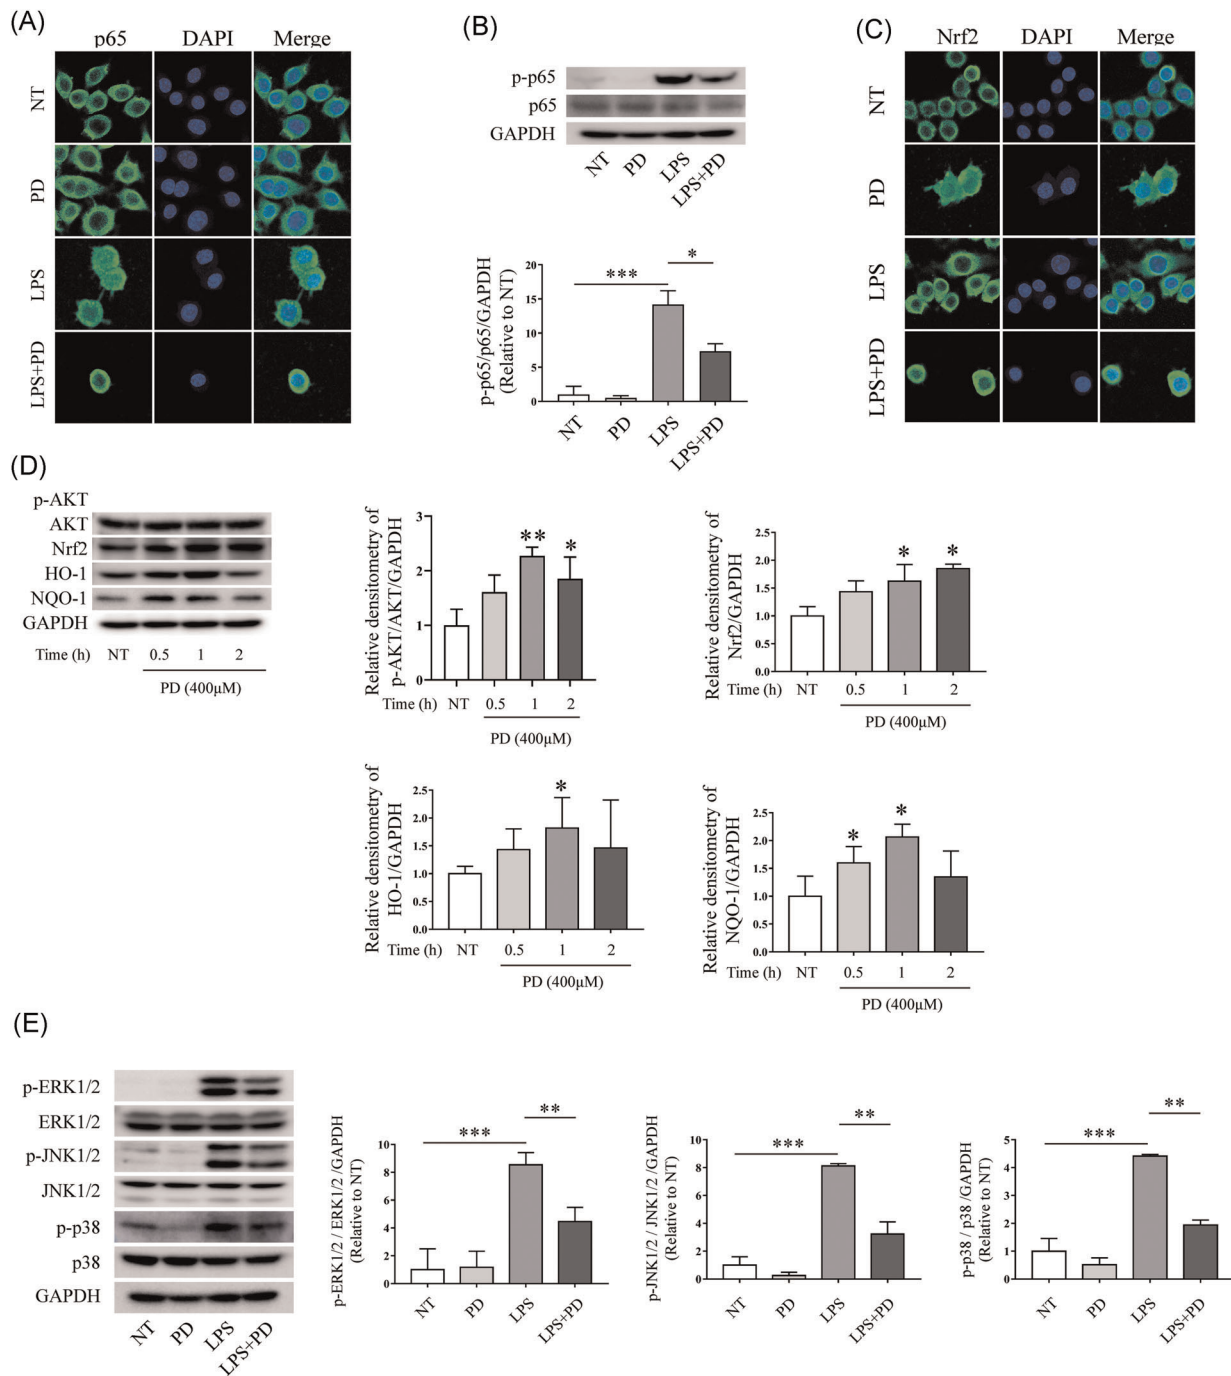 (A)
p65 DAPI Merge
NT
PD
LPS
LPS+PD
(B)
p-p65
p65
GAPDH
NT PD LPS LPS+PD
p-p65/p65/GAPDH
(Relative to NT)
20
15
10
5
0
*** *
NT PD LPS LPS+PD
(C)
Nrf2 DAPI Merge
NT
PD
LPS
LPS+PD
(D)
p-AKT
AKT
Nrf2
HO-1
NQO-1
GAPDH
Time (h) NT 0.5 1 2
PD (400μM)
Relative densitometry of
p-AKT/AKT/GAPDH
3
2
1
0
** *
Time (h) NT 0.5 1 2
PD (400μM)
Relative densitometry of
Nrf2/GAPDH
2.5
2.0
1.5
1.0
0.5
0.0
* *
Time (h) NT 0.5 1 2
PD (400μM)
Relative densitometry of
HO-1/GAPDH
2.5
2.0
1.5
1.0
0.5
0.0
*
Time (h) NT 0.5 1 2
PD (400μM)
Relative densitometry of
NQO-1/GAPDH
2.5
2.0
1.5
1.0
0.5
0.0
* *
Time (h) NT 0.5 1 2
PD (400μM)
(E)
p-ERK1/2
ERK1/2
p-JNK1/2
JNK1/2
p-p38
p38
GAPDH
NT PD LPS LPS+PD
p-ERK1/2 / ERK1/2 /GAPDH
(Relative to NT)
10
8
6
4
2
0
*** **
NT PD LPS LPS+PD
p-JNK1/2 / JNK1/2 /GAPDH
(Relative to NT)
10
8
6
4
2
0
*** **
NT PD LPS LPS+PD
p-p38 / p38 /GAPDH
(Relative to NT)
5
4
3
2
1
0
*** **
NT PD LPS LPS+PD